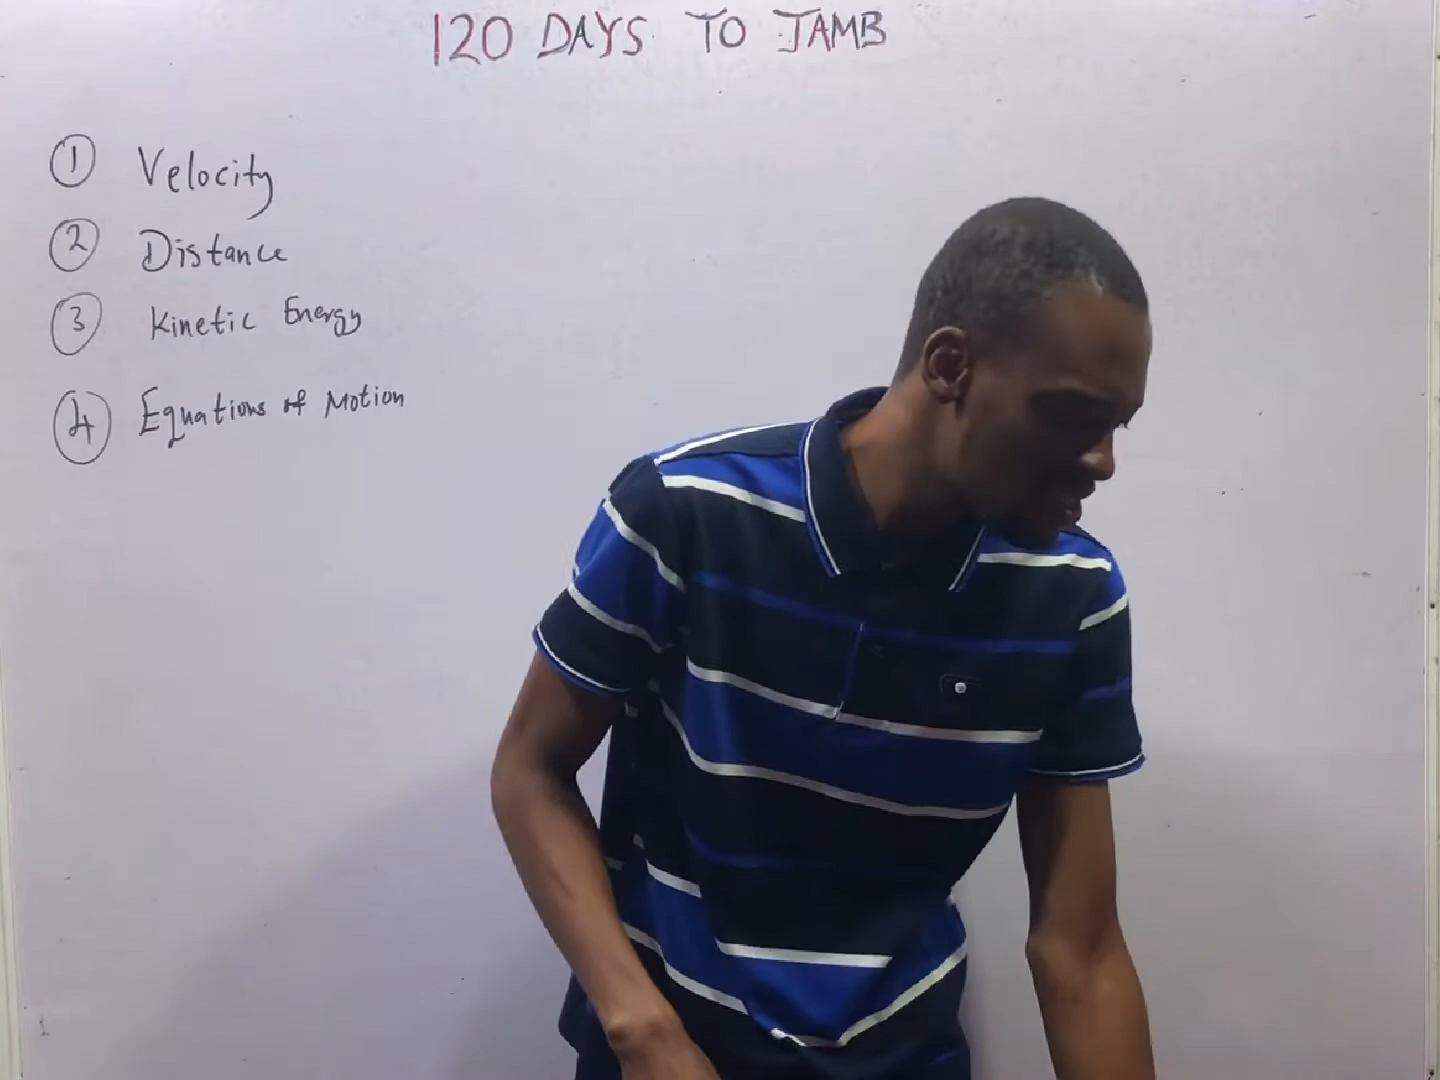 120 DAYS TO JAMB
1 Velocity
2 Distance
3 Kinetic Energy
4 Equations of Motion